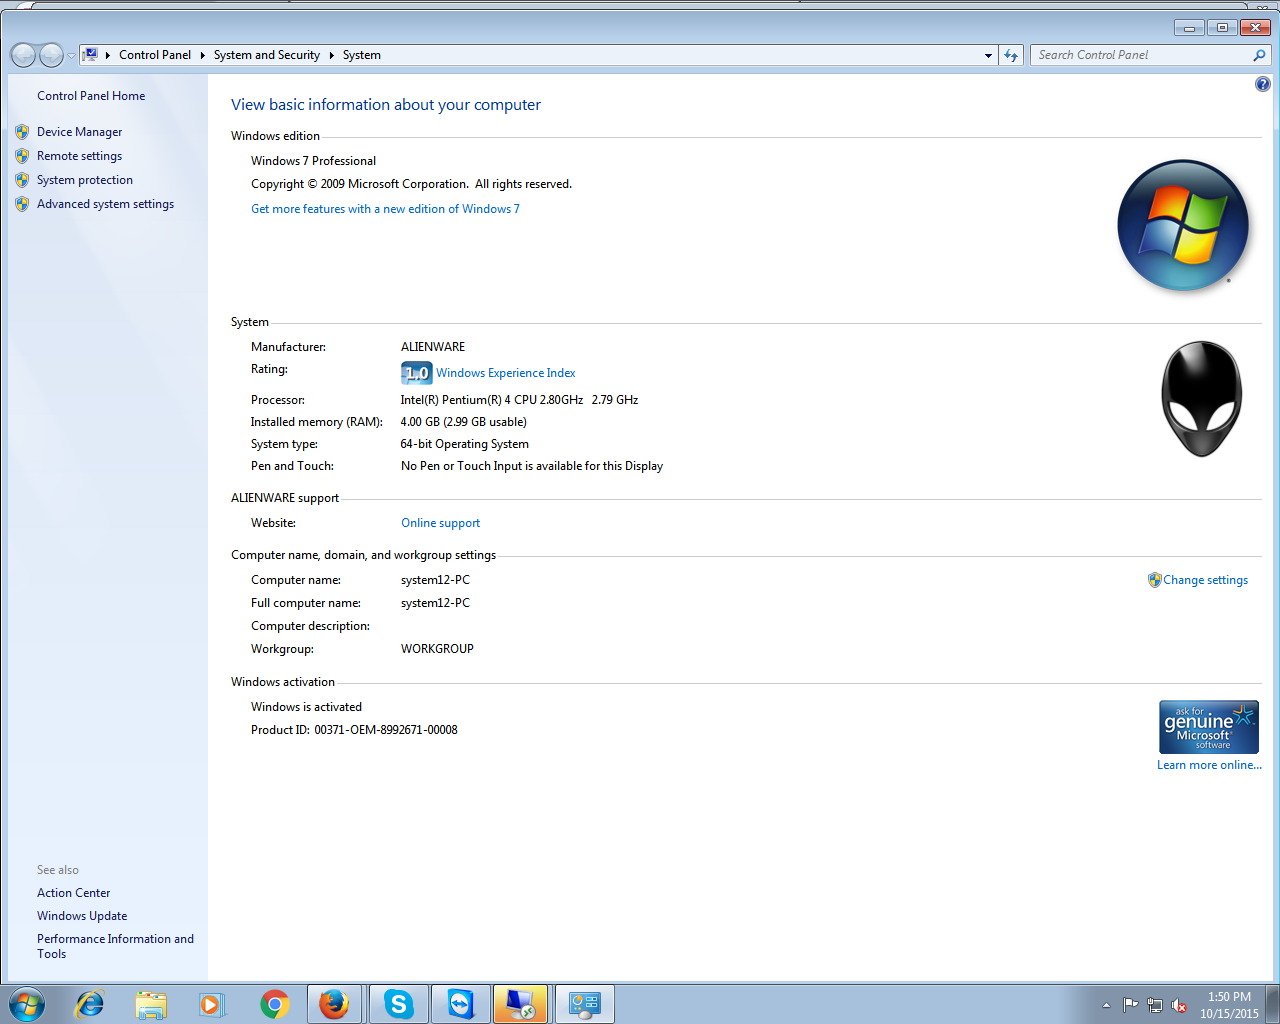 Control Panel ▸ System and Security ▸ System
Search Control Panel
Control Panel Home
Device Manager
Remote settings
System protection
Advanced system settings
See also
Action Center
Windows Update
Performance Information and
Tools
View basic information about your computer
Windows edition
Windows 7 Professional
Copyright © 2009 Microsoft Corporation.  All rights reserved.
Get more features with a new edition of Windows 7
System
Manufacturer: ALIENWARE
Rating: 1.0 Windows Experience Index
Processor: Intel(R) Pentium(R) 4 CPU 2.80GHz   2.79 GHz
Installed memory (RAM): 4.00 GB (2.99 GB usable)
System type: 64-bit Operating System
Pen and Touch: No Pen or Touch Input is available for this Display
ALIENWARE support
Website: Online support
Computer name, domain, and workgroup settings
Computer name: system12-PC
Change settings
Full computer name: system12-PC
Computer description:
Workgroup: WORKGROUP
Windows activation
Windows is activated
Product ID: 00371-OEM-8992671-00008
ask for
genuine
Microsoft
software
Learn more online...
1:50 PM
10/15/2015